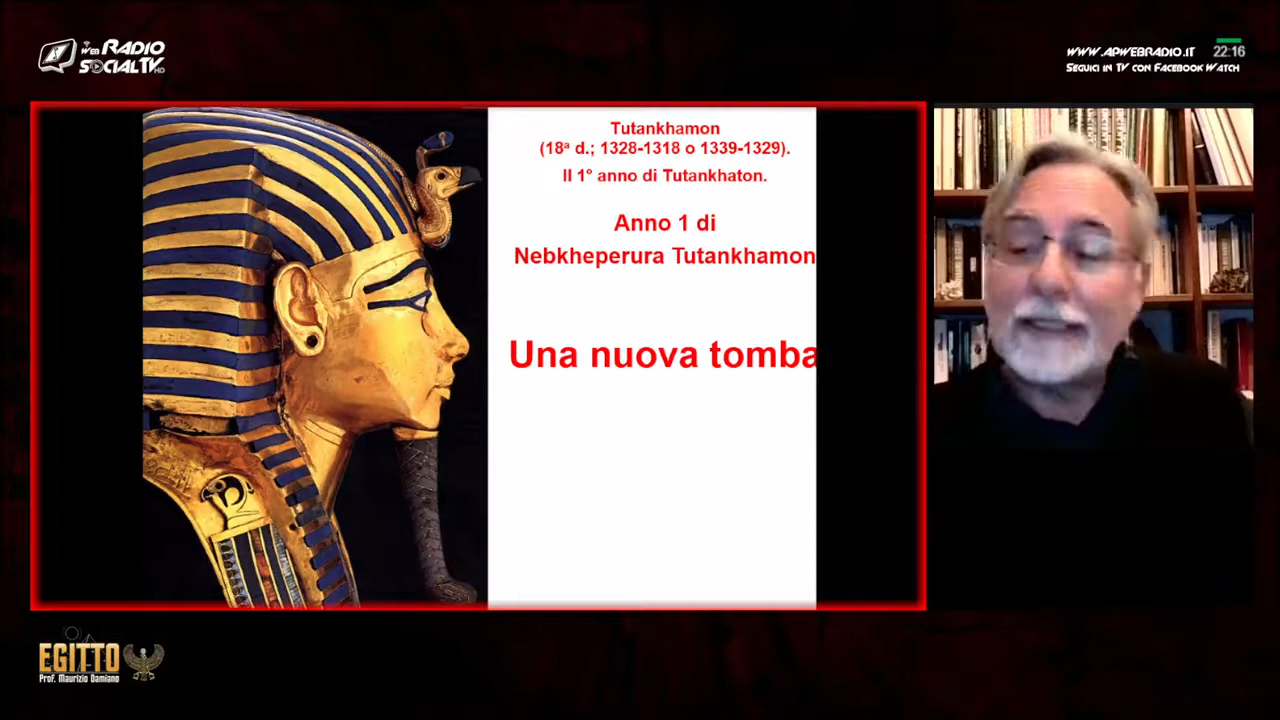 WEB RADIO
SOCIALTV HD
WWW.APWEBRADIO.IT
22:16
SEGUICI IN TV CON FACEBOOK WATCH
Tutankhamon
(18ª d.; 1328-1318 o 1339-1329).
Il 1° anno di Tutankhaton.
Anno 1 di
Nebkheperura Tutankhamon
Una nuova tomba
EGITTO
Prof. Maurizio Damiano